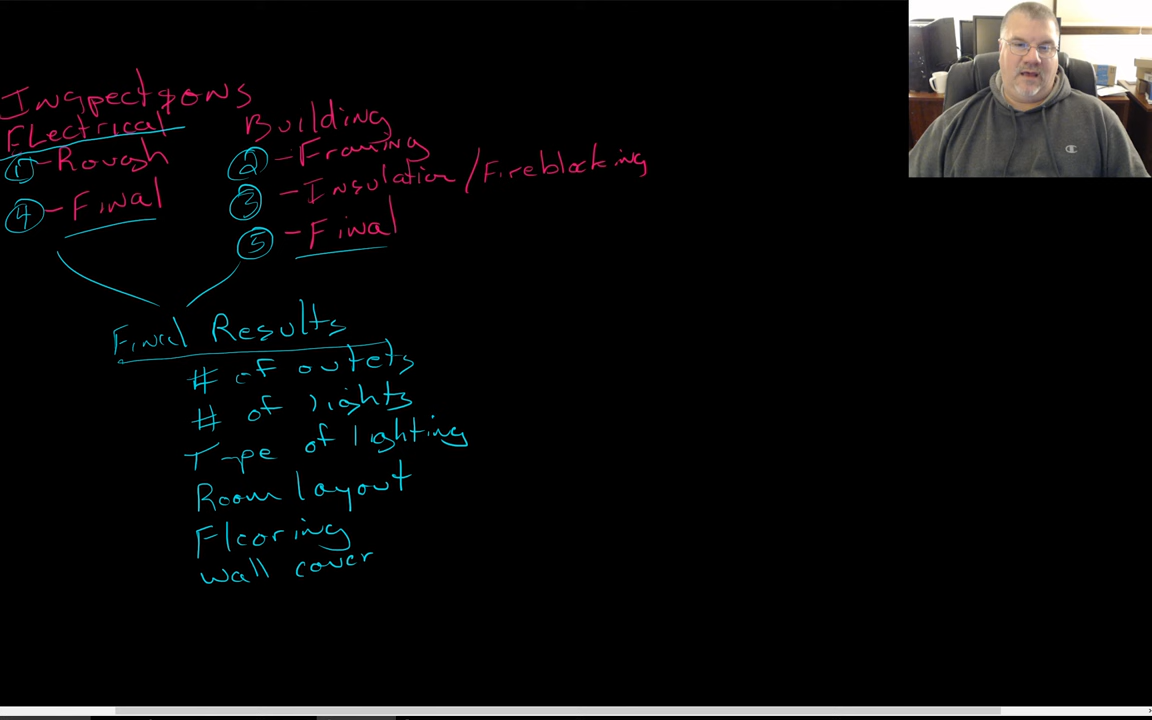 Inspections
Electrical
① - Rough
④ - Final
Building
② - Framing
③ - Insulation / Fireblocking
⑤ - Final
Final Results
# of outets
# of lights
Type of lighting
Room layout
Flooring
wall cover